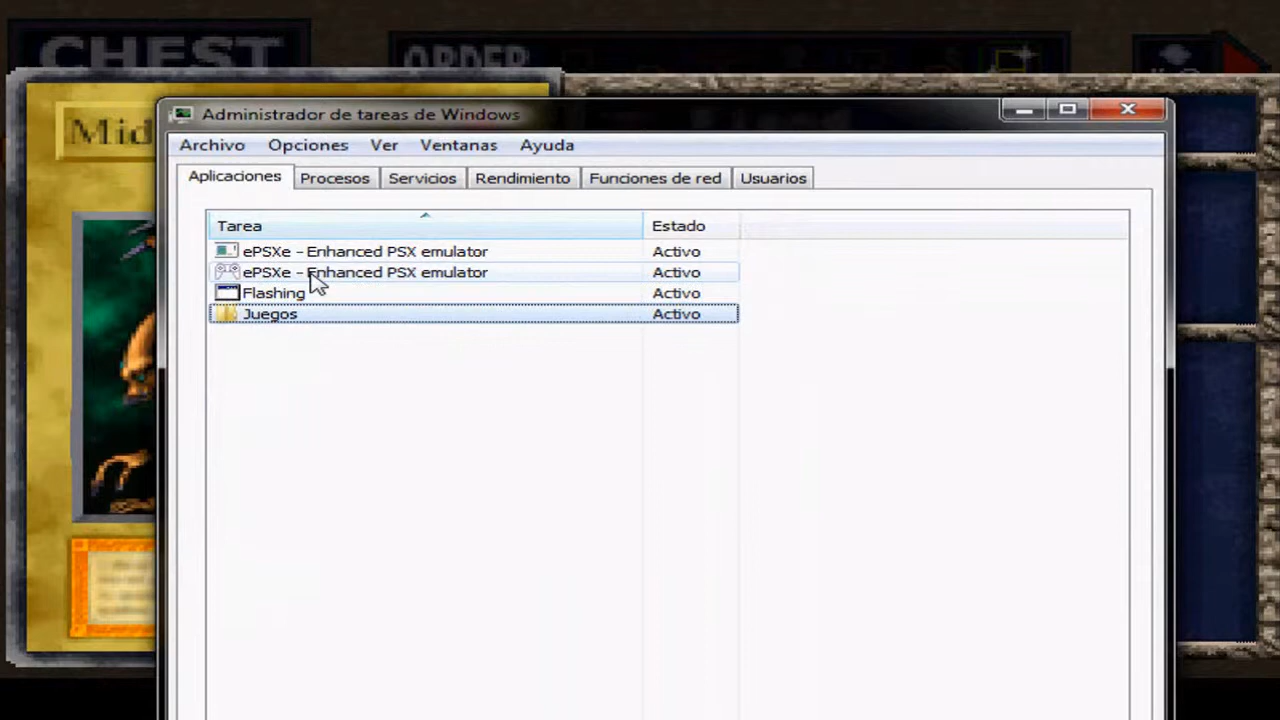 CHEST
ORDER
Mid
Administrador de tareas de Windows
Archivo Opciones Ver Ventanas Ayuda
Aplicaciones Procesos Servicios Rendimiento Funciones de red Usuarios
Tarea Estado
ePSXe - Enhanced PSX emulator Activo
ePSXe - Enhanced PSX emulator Activo
Flashing Activo
Juegos Activo